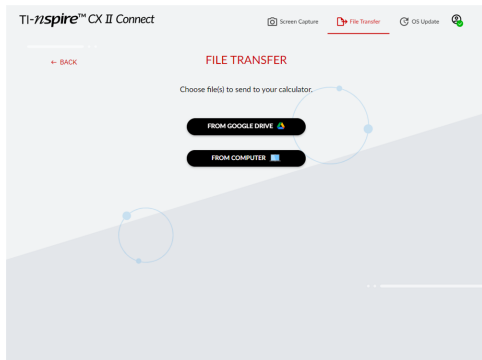 TI-nspire™ CX II Connect
Screen Capture
File Transfer
OS Update
← BACK
FILE TRANSFER
Choose file(s) to send to your calculator.
FROM GOOGLE DRIVE
FROM COMPUTER